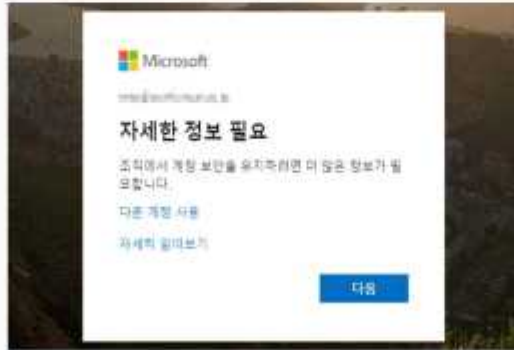 Microsoft
자세한 정보 필요
조직에서 계정 보안을 유지하려면 더 많은 정보가 필
요합니다.
다른 계정 사용
자세히 알아보기
다음